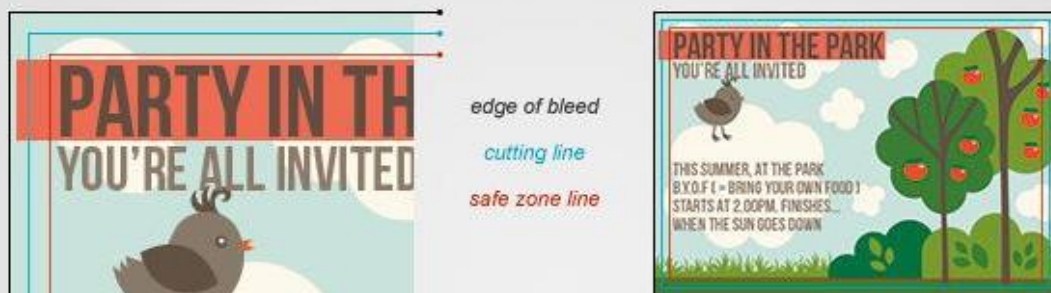 PARTY IN TH
YOU'RE ALL INVITED
edge of bleed
cutting line
safe zone line
PARTY IN THE PARK
YOU'RE ALL INVITED
THIS SUMMER, AT THE PARK
B.Y.O.F ( = BRING YOUR OWN FOOD )
STARTS AT 2.00PM, FINISHES...
WHEN THE SUN GOES DOWN